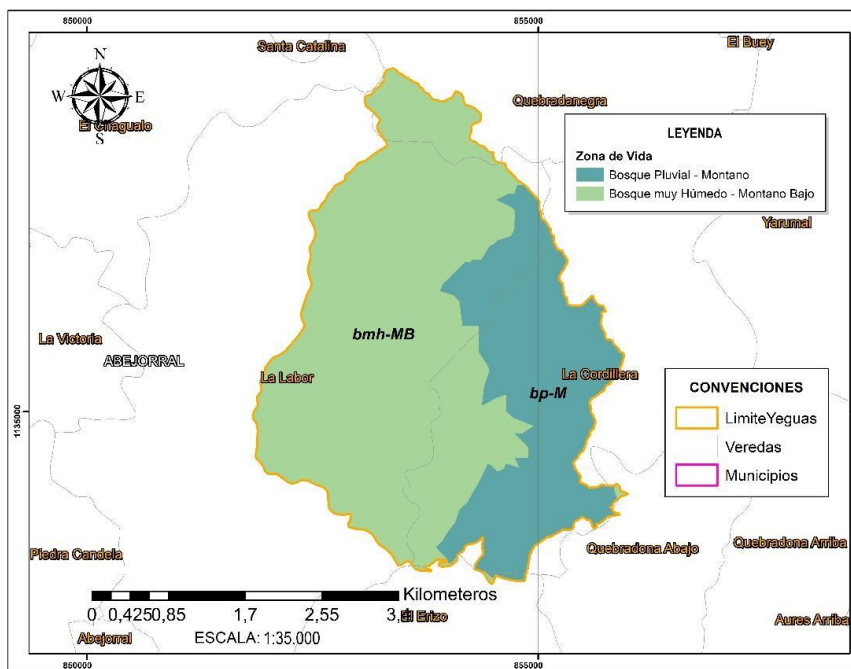 850000
855000
Santa Catalina
El Buey
N
W E
S
El Chagualo
Quebradanegra
LEYENDA
Zona de Vida
Bosque Pluvial - Montano
Bosque muy Húmedo - Montano Bajo
Yarumal
La Victoria
ABEJORRAL
bmh-MB
La Labor
La Cordillera
bp-M
1135000
1135000
CONVENCIONES
LimiteYeguas
Veredas
Municipios
Piedra Candela
Quebradona Abajo
Quebradona Arriba
Kilometeros
0 0,425 0,85 1,7 2,55
El Erizo
ESCALA: 1:35.000
Aures Arriba
Abejorral
850000
855000